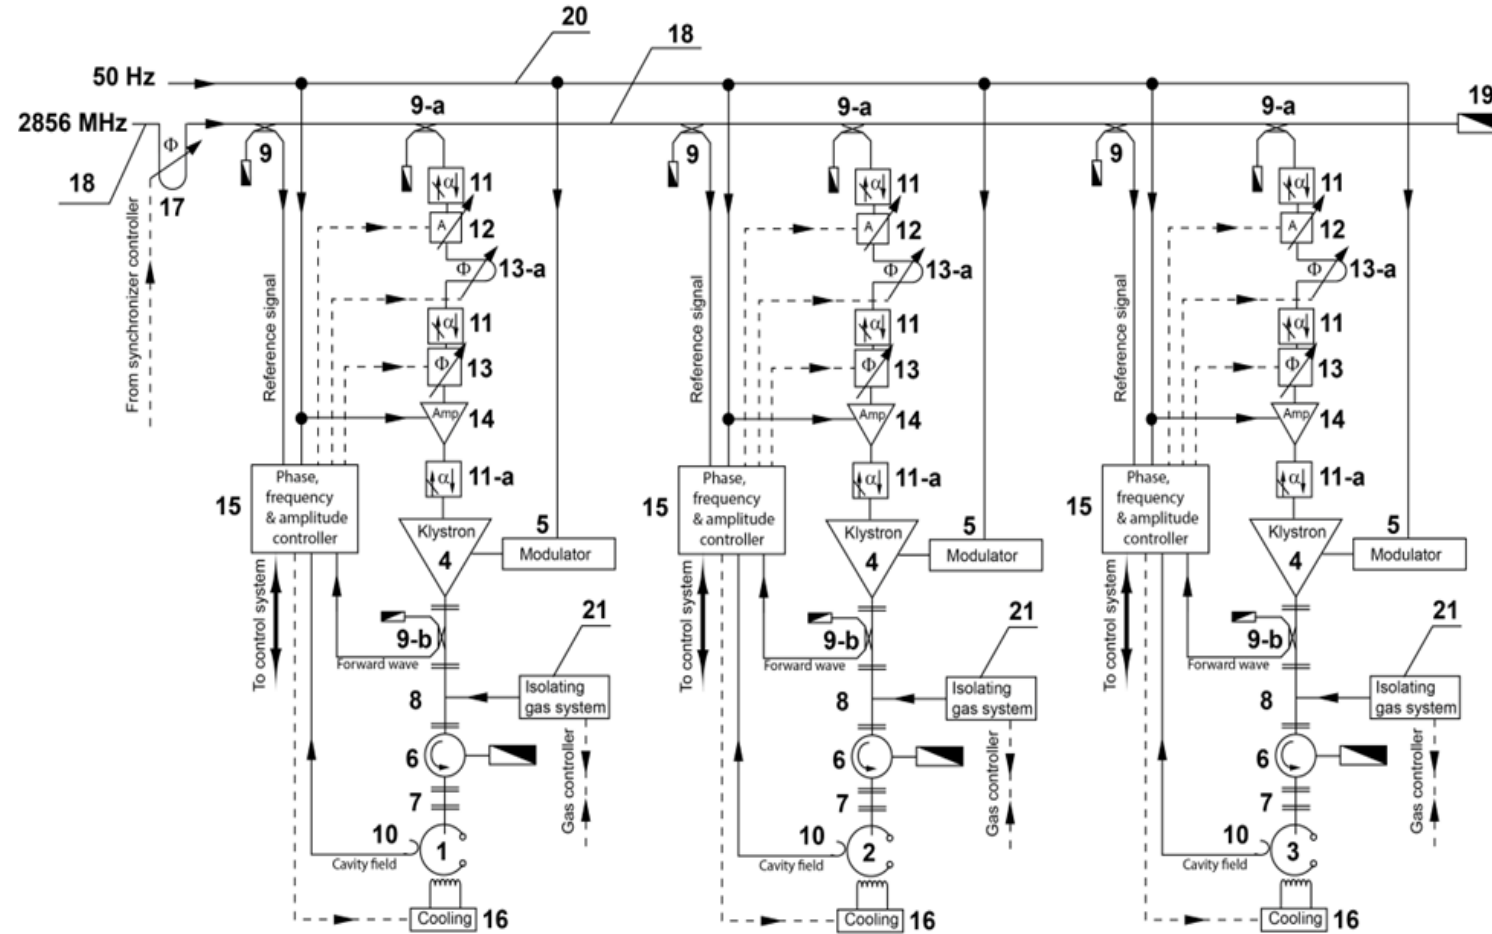 20
18
50 Hz
19
2856 MHz
9-a
9-a
9-a
Φ
9
9
9
18
17
α
11
α
11
α
11
A
12
A
12
A
12
Φ
13-a
Φ
13-a
Φ
13-a
From synchronizer controller
Reference signal
Reference signal
Reference signal
α
11
α
11
α
11
Φ
13
Φ
13
Φ
13
Amp
14
Amp
14
Amp
14
15
Phase,
frequency
& amplitude
controller
α
11-a
15
Phase,
frequency
& amplitude
controller
α
11-a
15
Phase,
frequency
& amplitude
controller
α
11-a
Klystron
4
5
Modulator
Klystron
4
5
Modulator
Klystron
4
5
Modulator
To control system
To control system
To control system
9-b
21
9-b
21
9-b
21
Forward wave
Forward wave
Forward wave
8
Isolating
gas system
8
Isolating
gas system
8
Isolating
gas system
6
6
6
Gas controller
Gas controller
Gas controller
7
7
7
10
1
10
2
10
3
Cavity field
Cavity field
Cavity field
Cooling 16
Cooling 16
Cooling 16